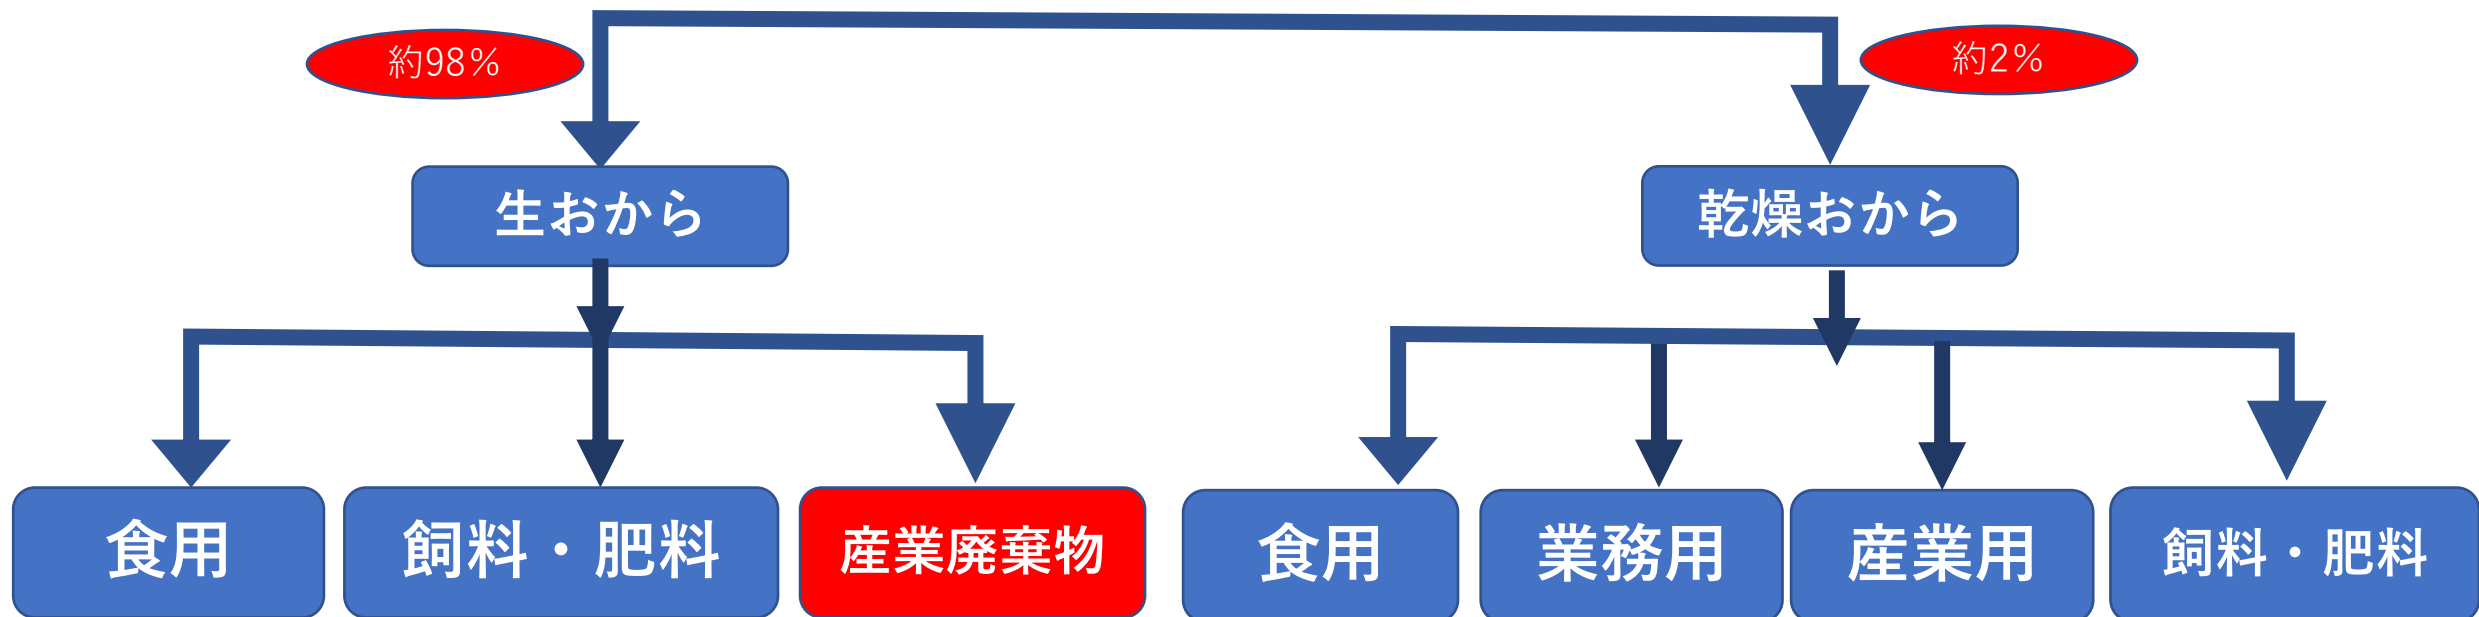 約98%
約2%
生おから
乾燥おから
食用
飼料・肥料
産業廃棄物
食用
業務用
産業用
飼料・肥料